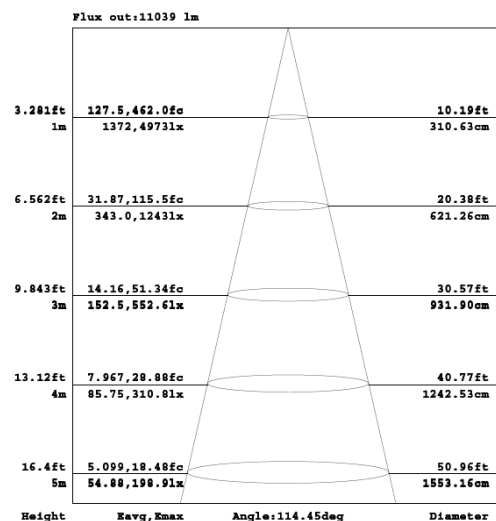 Flux out:11039 lm
3.281ft 127.5,462.0fc 10.19ft
1m 1372,4973lx 310.63cm
6.562ft 31.87,115.5fc 20.38ft
2m 343.0,1243lx 621.26cm
9.843ft 14.16,51.34fc 30.57ft
3m 152.5,552.6lx 931.90cm
13.12ft 7.967,28.88fc 40.77ft
4m 85.75,310.8lx 1242.53cm
16.4ft 5.099,18.48fc 50.96ft
5m 54.88,198.9lx 1553.16cm
Height Eavg,Emax Angle:114.45deg Diameter